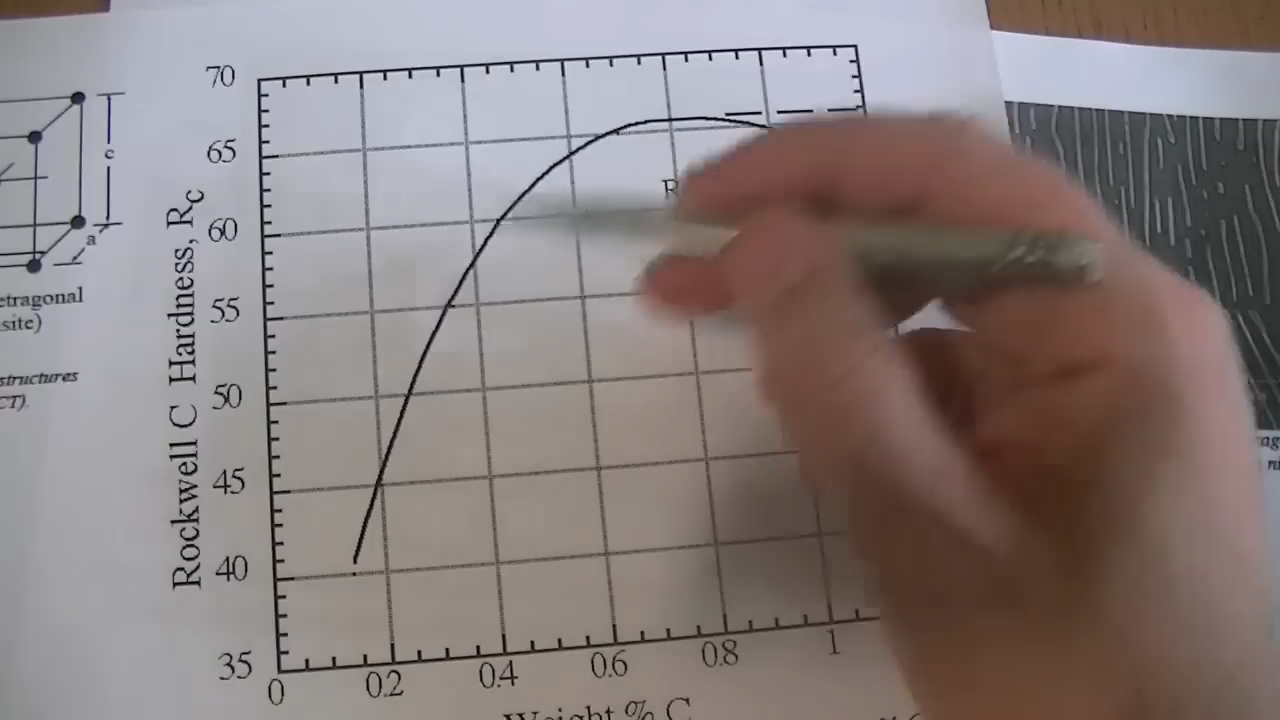 70
65
60
55
50
45
40
35
Rockwell C Hardness, RC
0 0.2 0.4 0.6 0.8 1
Weight % C
R
c
a
etragonal
site)
structures
CT).